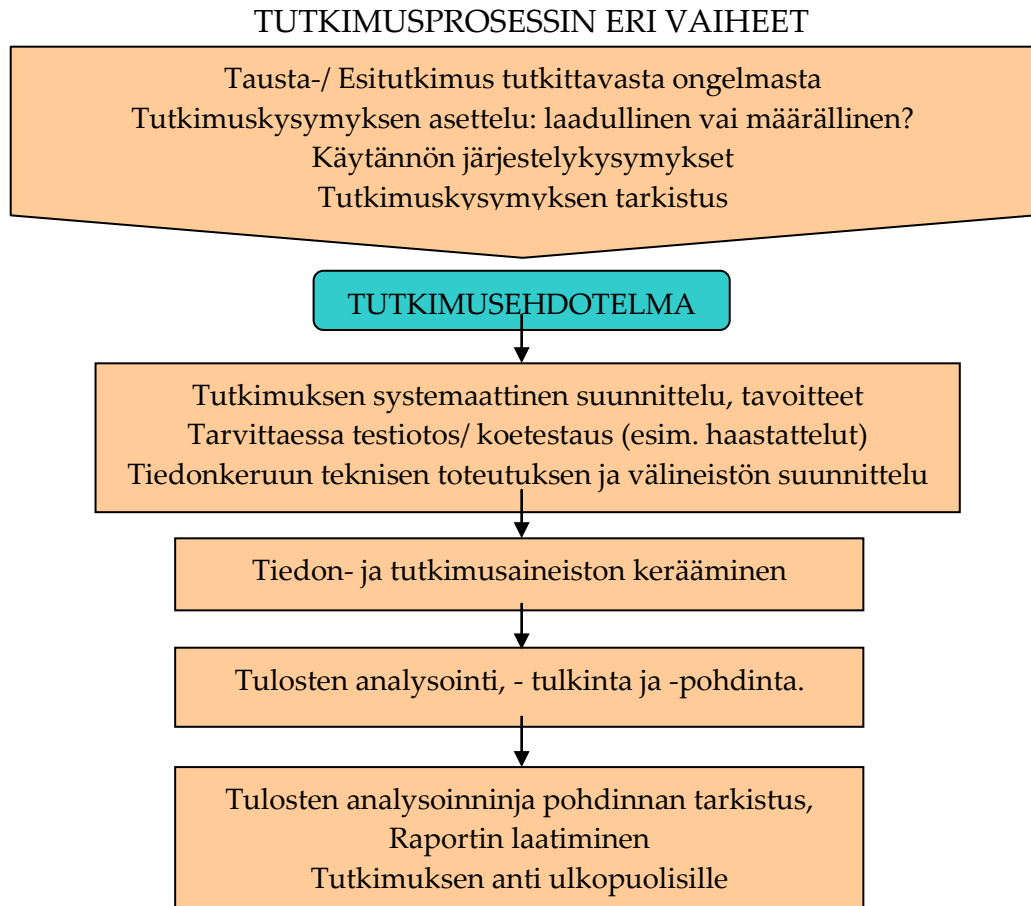 TUTKIMUSPROSESSIN ERI VAIHEET
Tausta-/ Esitutkimus tutkittavasta ongelmasta
Tutkimuskysymyksen asettelu: laadullinen vai määrällinen?
Käytännön järjestelykysymykset
Tutkimuskysymyksen tarkistus
TUTKIMUSEHDOTELMA
Tutkimuksen systemaattinen suunnittelu, tavoitteet
Tarvittaessa testiotos/ koetestaus (esim. haastattelut)
Tiedonkeruun teknisen toteutuksen ja välineistön suunnittelu
Tiedon- ja tutkimusaineiston kerääminen
Tulosten analysointi, - tulkinta ja -pohdinta.
Tulosten analysoinninja pohdinnan tarkistus,
Raportin laatiminen
Tutkimuksen anti ulkopuolisille